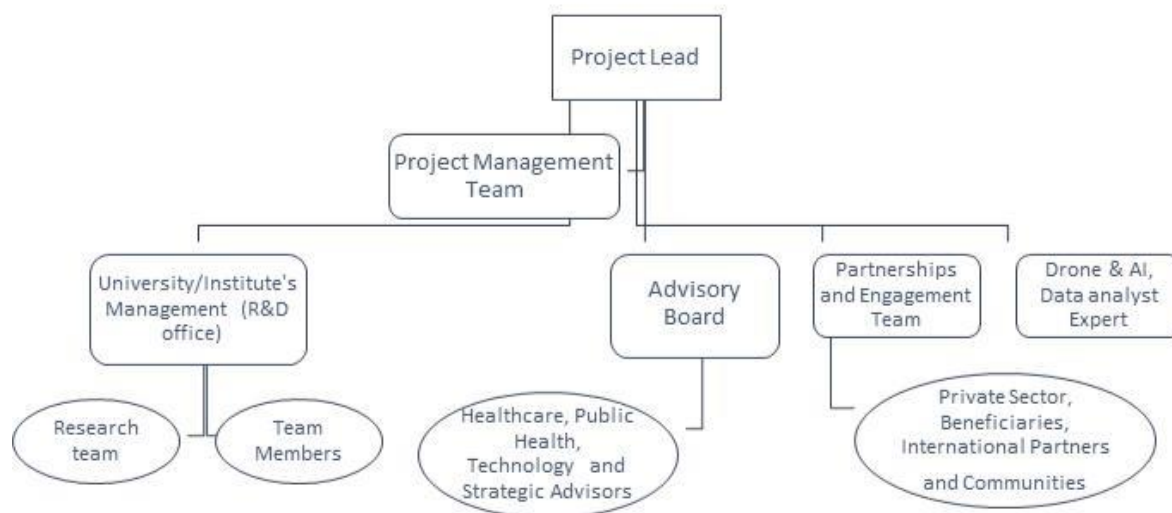 Project Lead
Project Management
Team
University/Institute's
Management (R&D
office)
Advisory
Board
Partnerships
and Engagement
Team
Drone & AI,
Data analyst
Expert
Research
team
Team
Members
Healthcare, Public
Health,
Technology and
Strategic Advisors
Private Sector,
Beneficiaries,
International Partners
and Communities